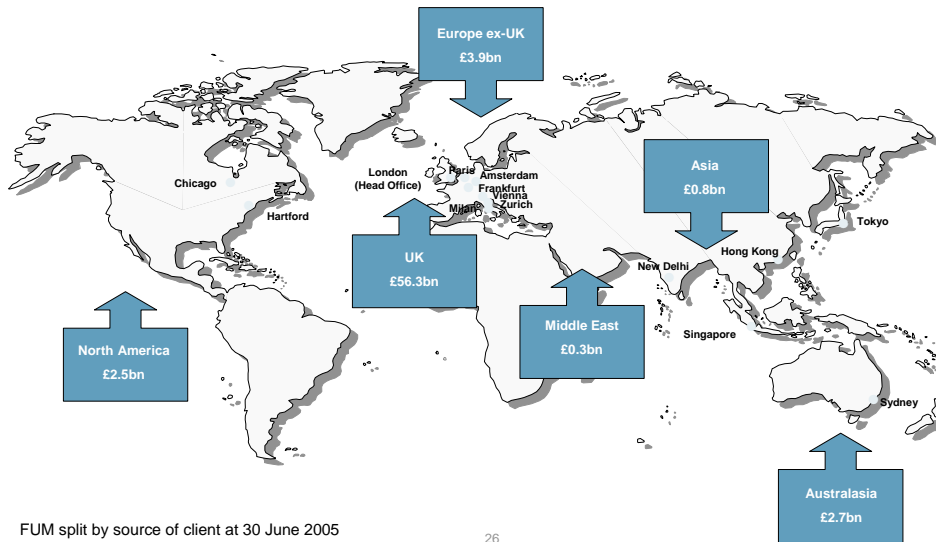 Europe ex-UK
£3.9bn
Asia
£0.8bn
London
(Head Office)
Paris
Amsterdam
Frankfurt
Vienna
Zurich
Milan
Chicago
Hartford
Tokyo
Hong Kong
New Delhi
Singapore
Sydney
UK
£56.3bn
Middle East
£0.3bn
North America
£2.5bn
Australasia
£2.7bn
FUM split by source of client at 30 June 2005
26